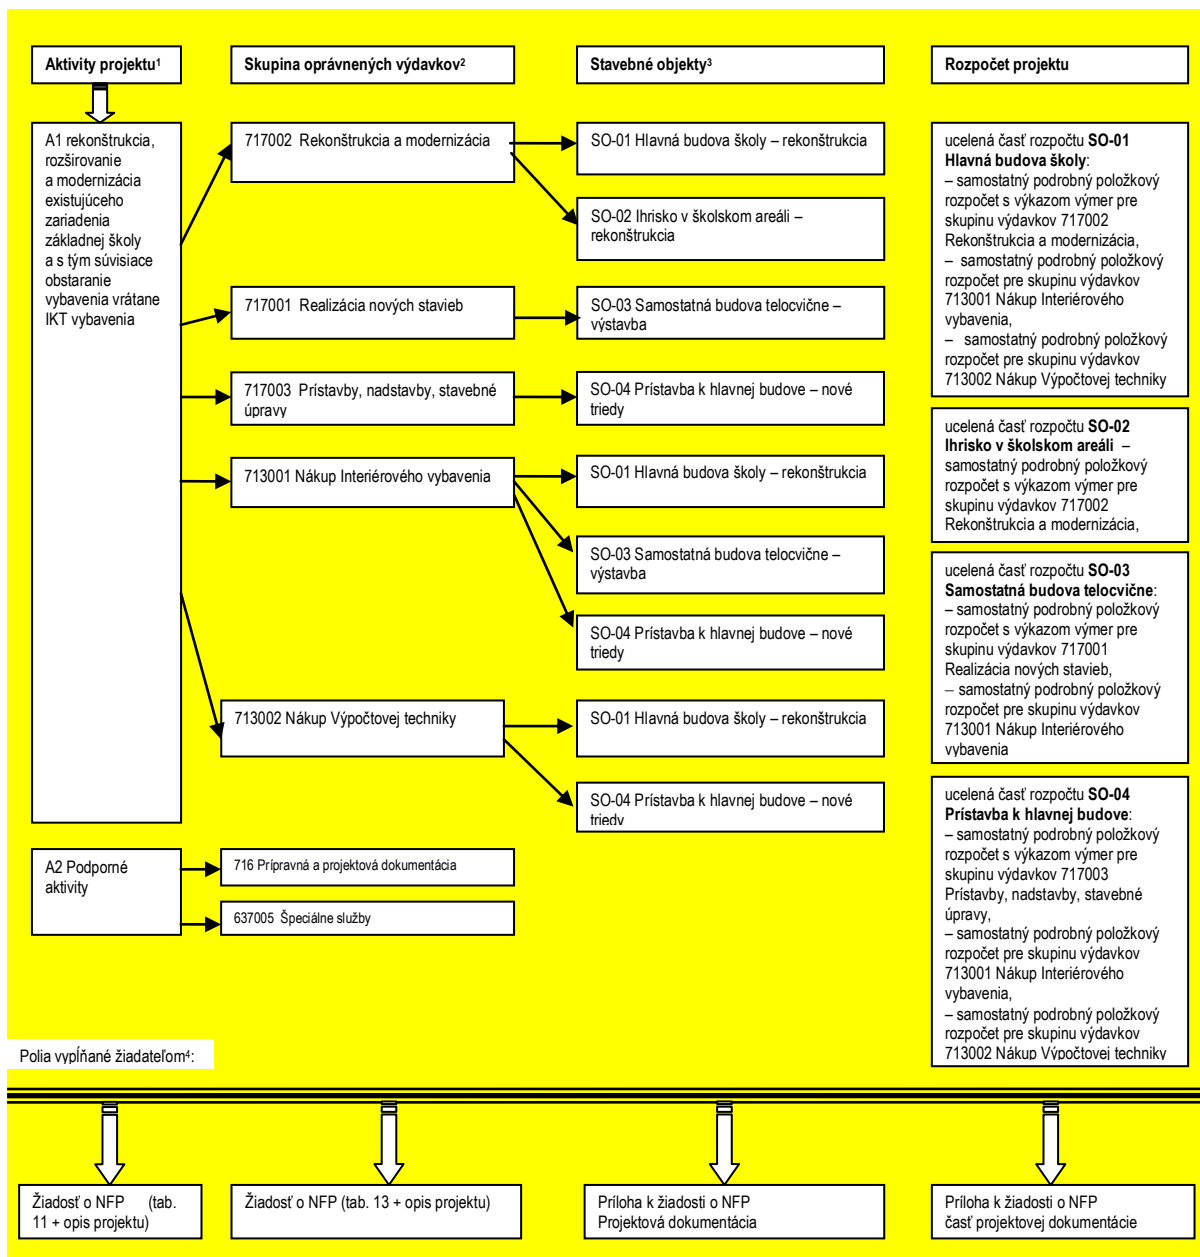 Aktivity projektu¹
Skupina oprávnených výdavkov²
Stavebné objekty³
Rozpočet projektu
A1 rekonštrukcia,
rozširovanie
a modernizácia
existujúceho
zariadenia
základnej školy
a s tým súvisiace
obstaranie
vybavenia vrátane
IKT vybavenia
717002 Rekonštrukcia a modernizácia
717001 Realizácia nových stavieb
717003 Prístavby, nadstavby, stavebné
úpravy
713001 Nákup Interiérového vybavenia
713002 Nákup Výpočtovej techniky
SO-01 Hlavná budova školy – rekonštrukcia
SO-02 Ihrisko v školskom areáli –
rekonštrukcia
SO-03 Samostatná budova telocvične –
výstavba
SO-04 Prístavba k hlavnej budove – nové
triedy
SO-01 Hlavná budova školy – rekonštrukcia
SO-03 Samostatná budova telocvične –
výstavba
SO-04 Prístavba k hlavnej budove – nové
triedy
SO-01 Hlavná budova školy – rekonštrukcia
SO-04 Prístavba k hlavnej budove – nové
triedy
ucelená časť rozpočtu SO-01
Hlavná budova školy:
– samostatný podrobný položkový
rozpočet s výkazom výmer pre
skupinu výdavkov 717002
Rekonštrukcia a modernizácia,
– samostatný podrobný položkový
rozpočet pre skupinu výdavkov
713001 Nákup Interiérového
vybavenia,
– samostatný podrobný položkový
rozpočet pre skupinu výdavkov
713002 Nákup Výpočtovej techniky
ucelená časť rozpočtu SO-02
Ihrisko v školskom areáli –
samostatný podrobný položkový
rozpočet s výkazom výmer pre
skupinu výdavkov 717002
Rekonštrukcia a modernizácia,
ucelená časť rozpočtu SO-03
Samostatná budova telocvične:
– samostatný podrobný položkový
rozpočet s výkazom výmer pre
skupinu výdavkov 717001
Realizácia nových stavieb,
– samostatný podrobný položkový
rozpočet pre skupinu výdavkov
713001 Nákup Interiérového
vybavenia
ucelená časť rozpočtu SO-04
Prístavba k hlavnej budove:
– samostatný podrobný položkový
rozpočet s výkazom výmer pre
skupinu výdavkov 717003
Prístavby, nadstavby, stavebné
úpravy,
– samostatný podrobný položkový
rozpočet pre skupinu výdavkov
713001 Nákup Interiérového
vybavenia,
– samostatný podrobný položkový
rozpočet pre skupinu výdavkov
713002 Nákup Výpočtovej techniky
A2 Podporné
aktivity
716 Prípravná a projektová dokumentácia
637005 Špeciálne služby
Polia vypĺňané žiadateľom⁴:
Žiadosť o NFP (tab.
11 + opis projektu)
Žiadosť o NFP (tab. 13 + opis projektu)
Príloha k žiadosti o NFP
Projektová dokumentácia
Príloha k žiadosti o NFP
časť projektovej dokumentácie